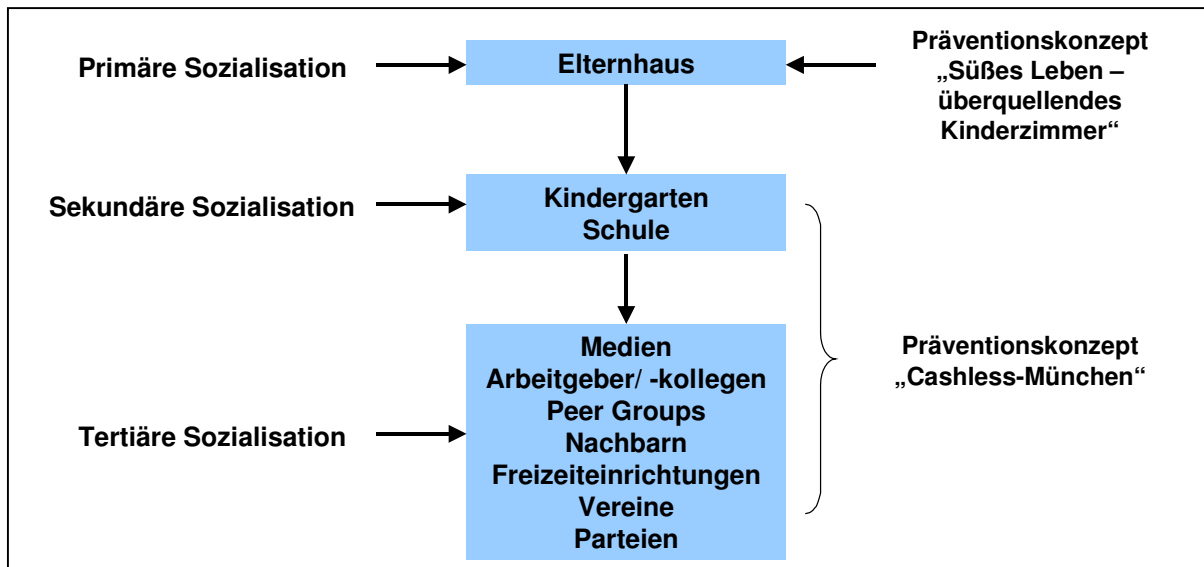 Primäre Sozialisation
Elternhaus
Präventionskonzept
„Süßes Leben –
überquellendes
Kinderzimmer“
Sekundäre Sozialisation
Kindergarten
Schule
Tertiäre Sozialisation
Medien
Arbeitgeber/ -kollegen
Peer Groups
Nachbarn
Freizeiteinrichtungen
Vereine
Parteien
Präventionskonzept
„Cashless-München“